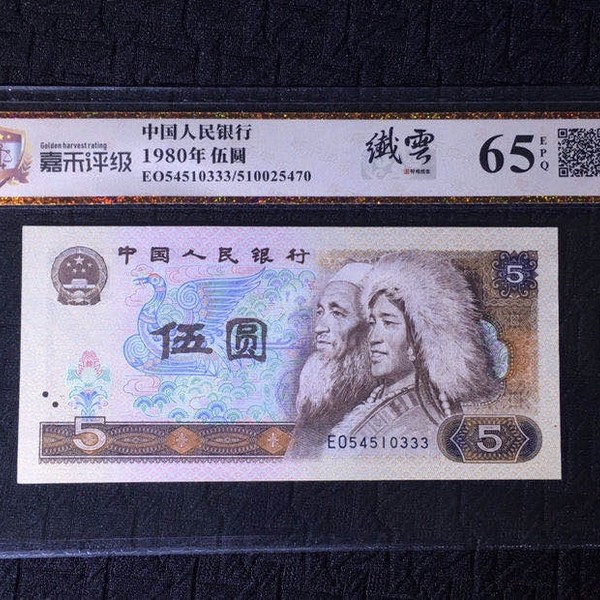 Golden harvest rating
嘉禾评级
中国人民银行
1980年 伍圆
EO54510333/510025470
纖雲
65
EPQ
中国人民银行
5
伍圆
EO54510333
5
5